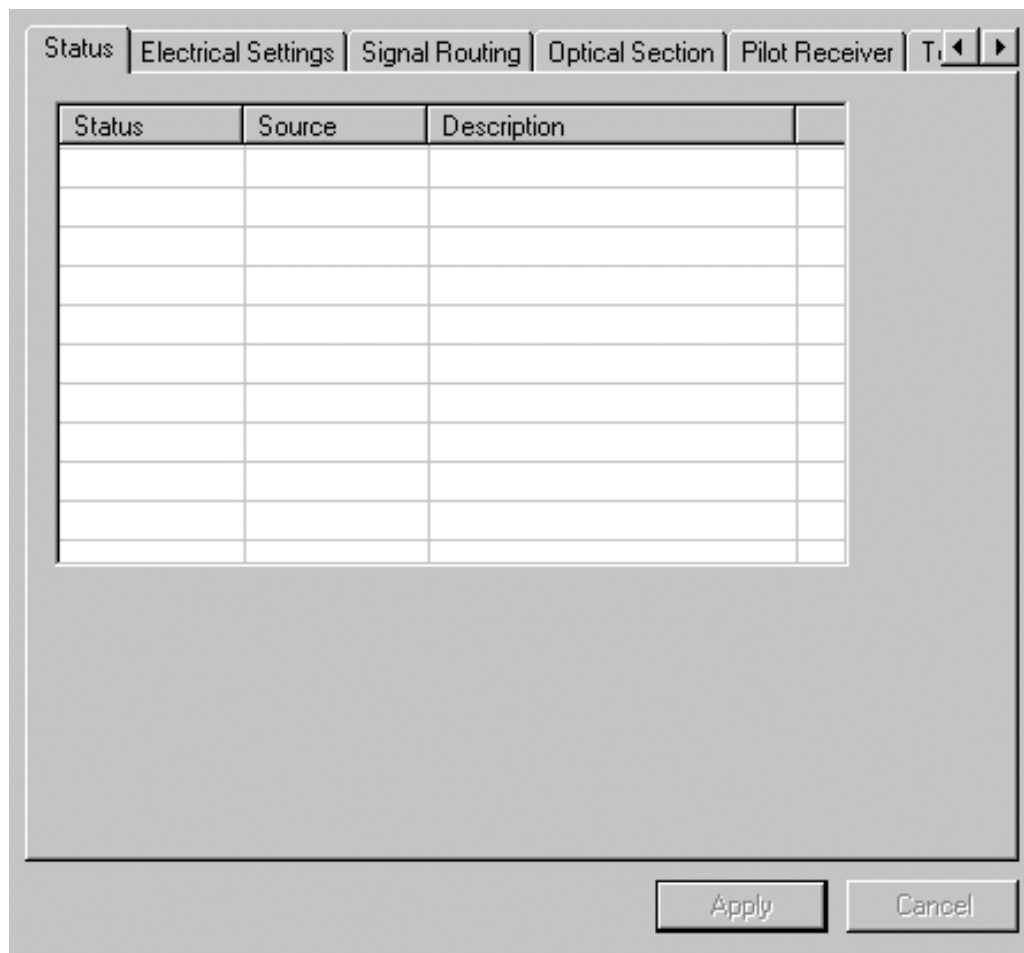 Status Electrical Settings Signal Routing Optical Section Pilot Receiver
Status Source Description
Apply Cancel